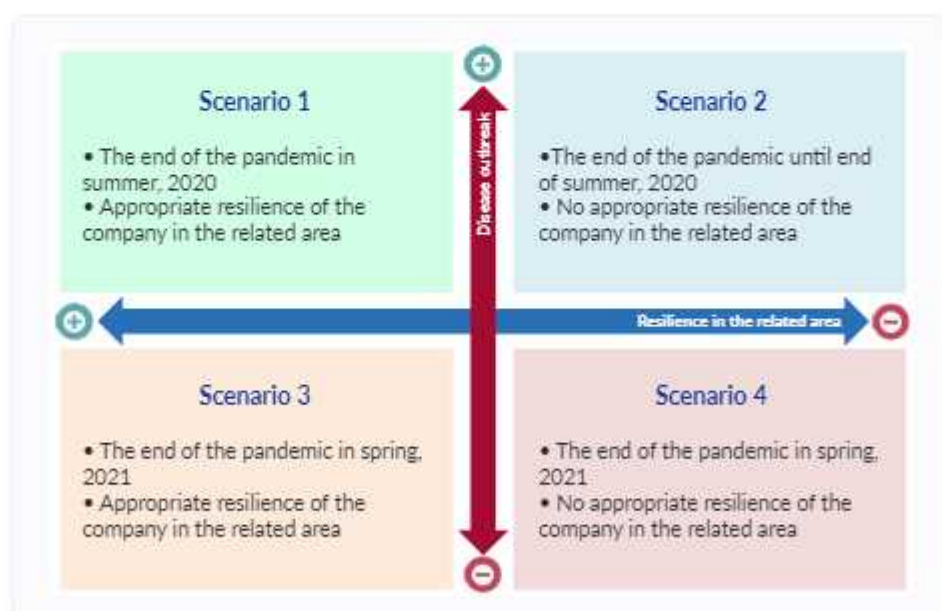 Scenario 1
• The end of the pandemic in
summer, 2020
• Appropriate resilience of the
company in the related area
Scenario 2
•The end of the pandemic until end
of summer, 2020
• No appropriate resilience of the
company in the related area
Disease outbreak
Resilience in the related area
Scenario 3
• The end of the pandemic in spring,
2021
• Appropriate resilience of the
company in the related area
Scenario 4
• The end of the pandemic in spring,
2021
• No appropriate resilience of the
company in the related area